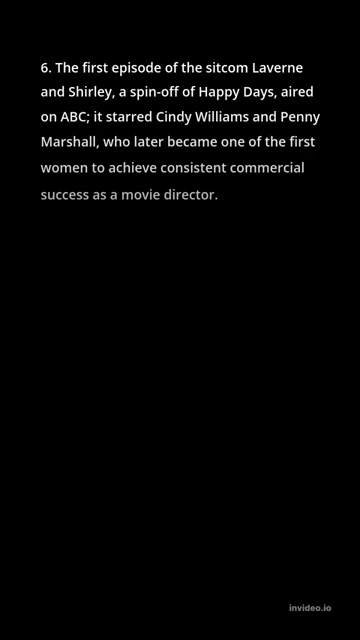 6. The first episode of the sitcom Laverne
and Shirley, a spin-off of Happy Days, aired
on ABC; it starred Cindy Williams and Penny
Marshall, who later became one of the first
women to achieve consistent commercial
success as a movie director.
invideo.io